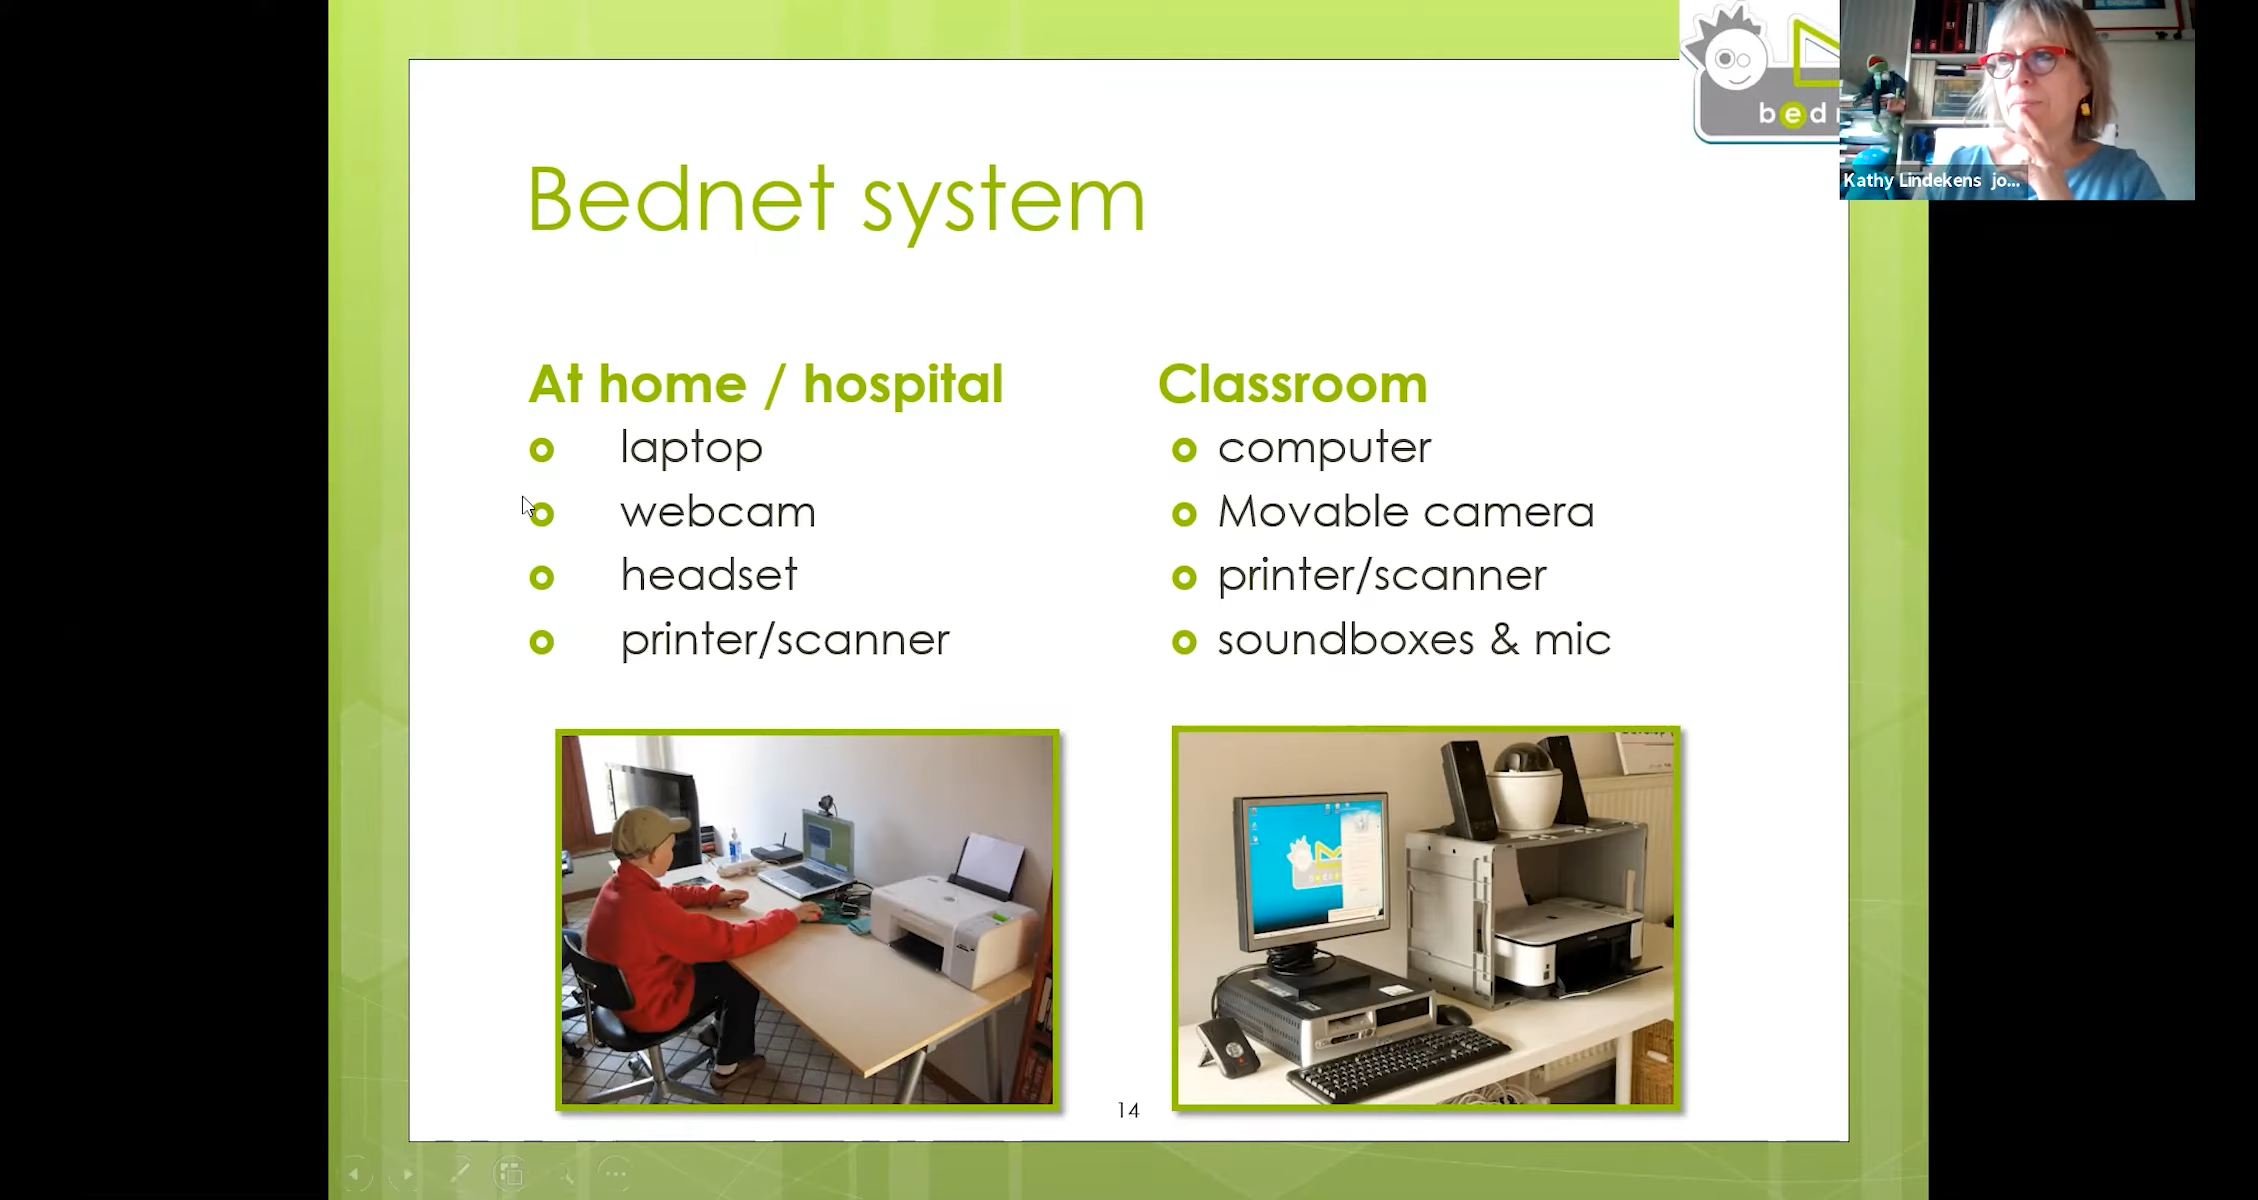 bed
Kathy Lindekens jo...
Bednet system
At home / hospital
laptop
webcam
headset
printer/scanner
Classroom
computer
Movable camera
printer/scanner
soundboxes & mic
14